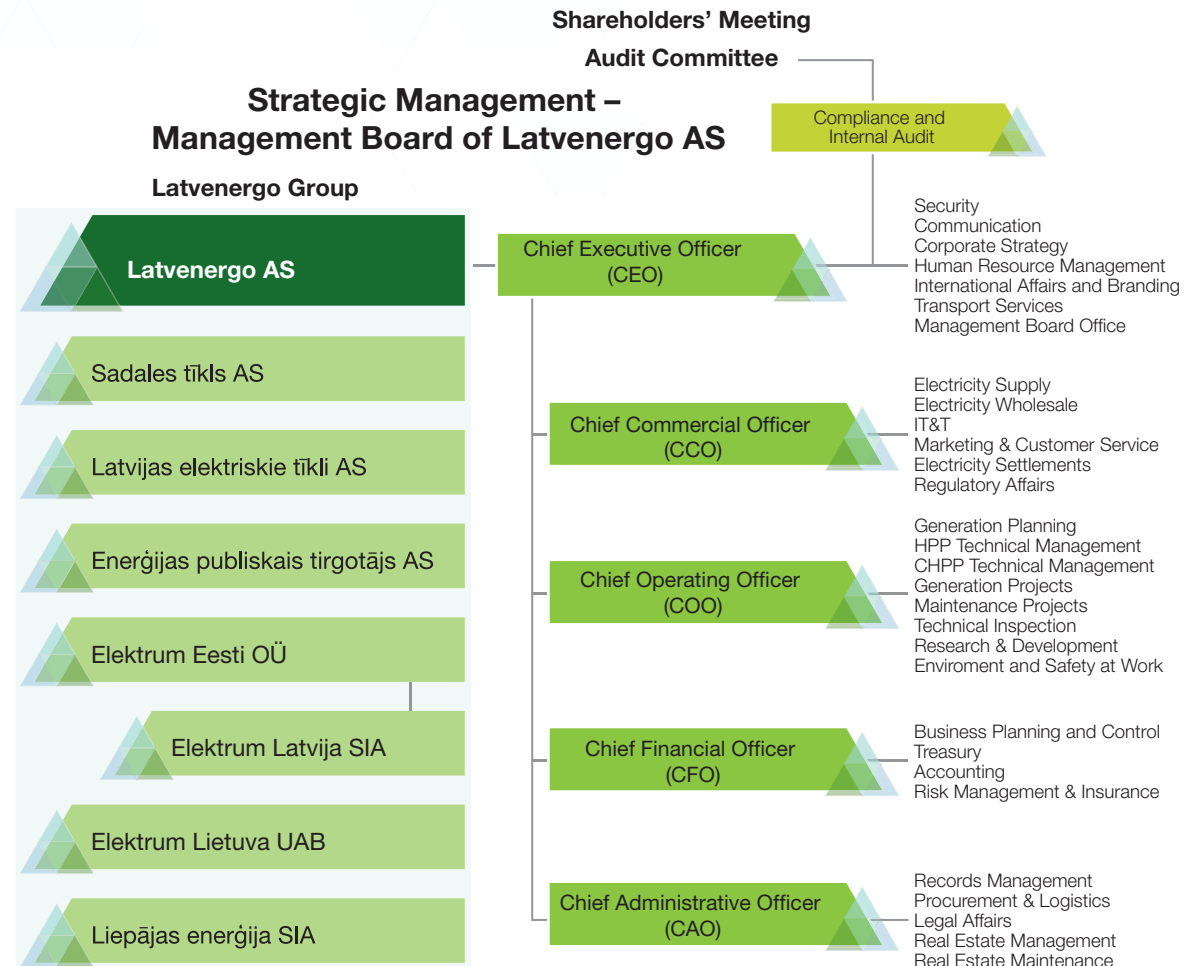 Shareholders’ Meeting
Audit Committee
Strategic Management –
Management Board of Latvenergo AS
Compliance and
Internal Audit
Latvenergo Group
Latvenergo AS
Sadales tīkls AS
Latvijas elektriskie tīkli AS
Enerģijas publiskais tirgotājs AS
Elektrum Eesti OÜ
Elektrum Latvija SIA
Elektrum Lietuva UAB
Liepājas enerģija SIA
Chief Executive Officer
(CEO)
Security
Communication
Corporate Strategy
Human Resource Management
International Affairs and Branding
Transport Services
Management Board Office
Chief Commercial Officer
(CCO)
Electricity Supply
Electricity Wholesale
IT&T
Marketing & Customer Service
Electricity Settlements
Regulatory Affairs
Chief Operating Officer
(COO)
Generation Planning
HPP Technical Management
CHPP Technical Management
Generation Projects
Maintenance Projects
Technical Inspection
Research & Development
Enviroment and Safety at Work
Chief Financial Officer
(CFO)
Business Planning and Control
Treasury
Accounting
Risk Management & Insurance
Chief Administrative Officer
(CAO)
Records Management
Procurement & Logistics
Legal Affairs
Real Estate Management
Real Estate Maintenance